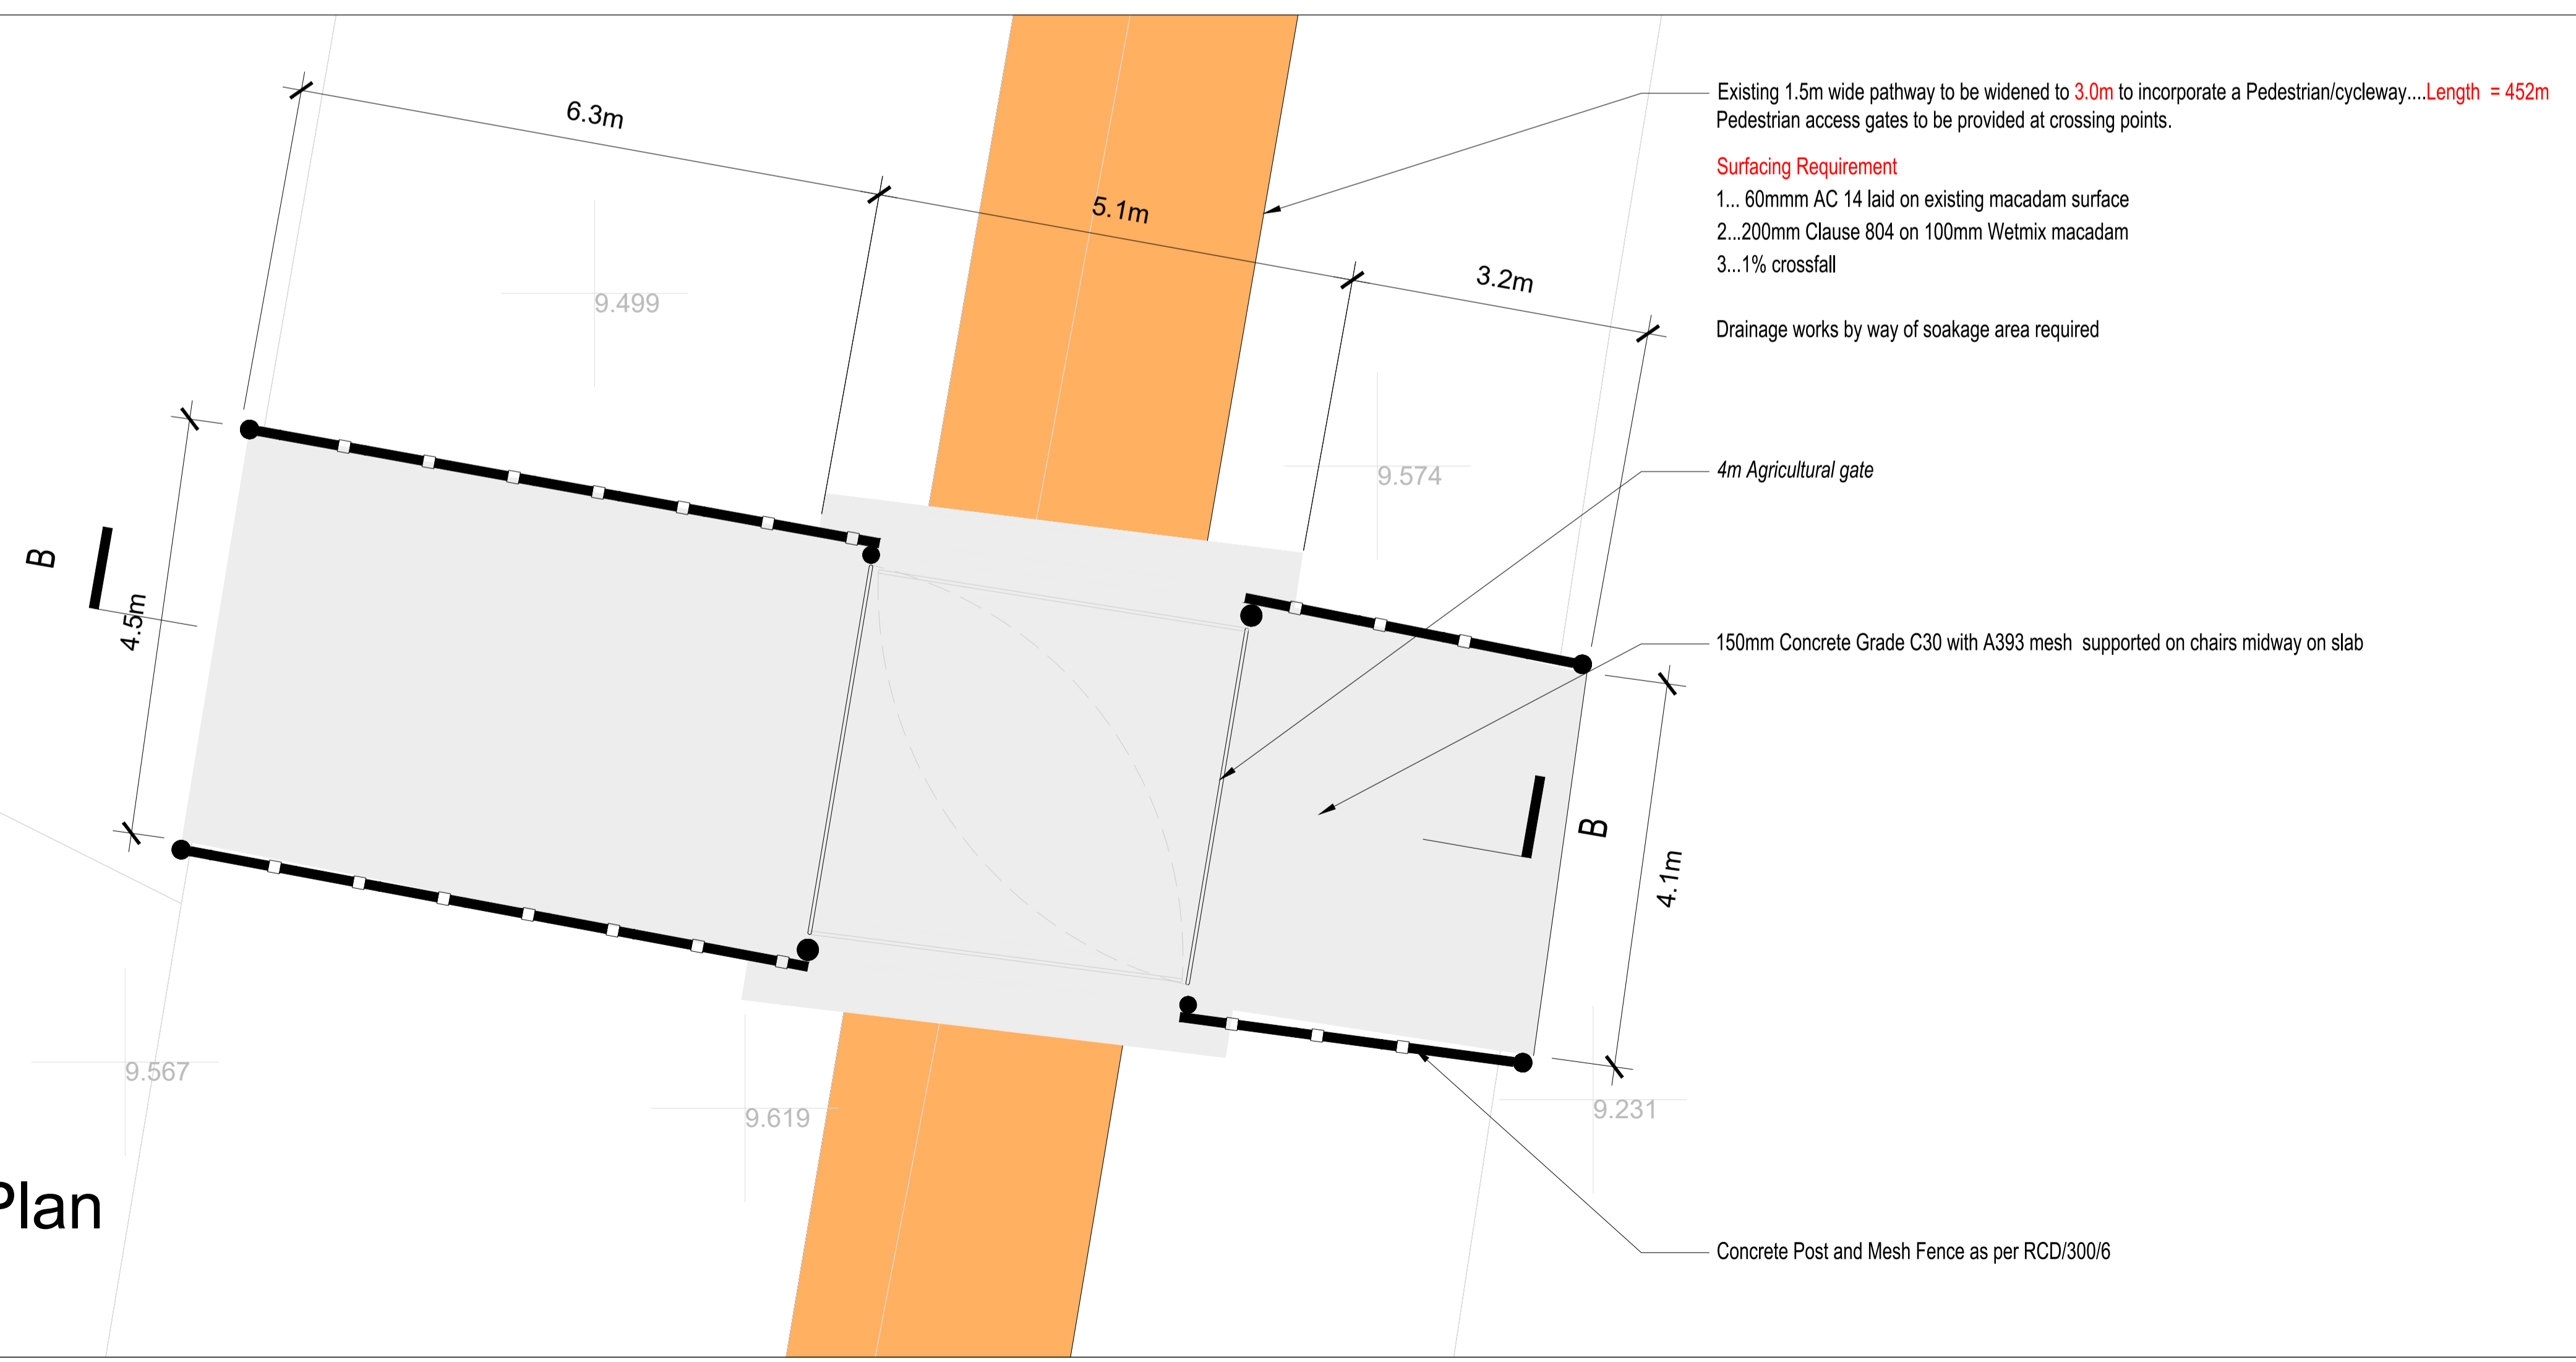 Existing 1.5m wide pathway to be widened to 3.0m to incorporate a Pedestrian/cycleway....Length = 452m
Pedestrian access gates to be provided at crossing points.
Surfacing Requirement
1... 60mmm AC 14 laid on existing macadam surface
2...200mm Clause 804 on 100mm Wetmix macadam
3...1% crossfall
Drainage works by way of soakage area required
4m Agricultural gate
150mm Concrete Grade C30 with A393 mesh supported on chairs midway on slab
Concrete Post and Mesh Fence as per RCD/300/6
6.3m
5.1m
3.2m
9.499
9.574
B
4.5m
B
4.1m
9.567
9.619
9.231
Plan